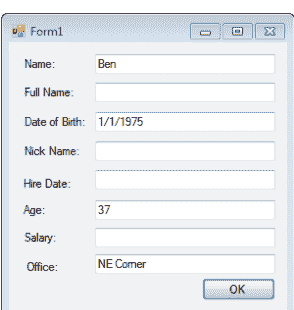 Form1
Name: Ben
Full Name:
Date of Birth: 1/1/1975
Nick Name:
Hire Date:
Age: 37
Salary:
Office: NE Corner
OK